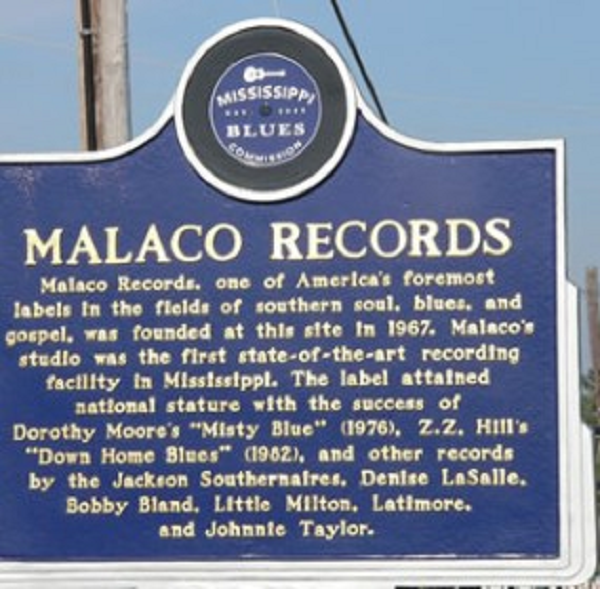 MISSISSIPPI
BLUES
COMMISSION
MALACO RECORDS
Malaco Records, one of America's foremost
labels in the fields of southern soul, blues, and
gospel, was founded at this site in 1967. Malaco's
studio was the first state-of-the-art recording
facility in Mississippi. The label attained
national stature with the success of
Dorothy Moore's "Misty Blue" (1976), Z.Z. Hill's
"Down Home Blues" (1982), and other records
by the Jackson Southernaires, Denise LaSalle,
Bobby Bland, Little Milton, Latimore,
and Johnnie Taylor.